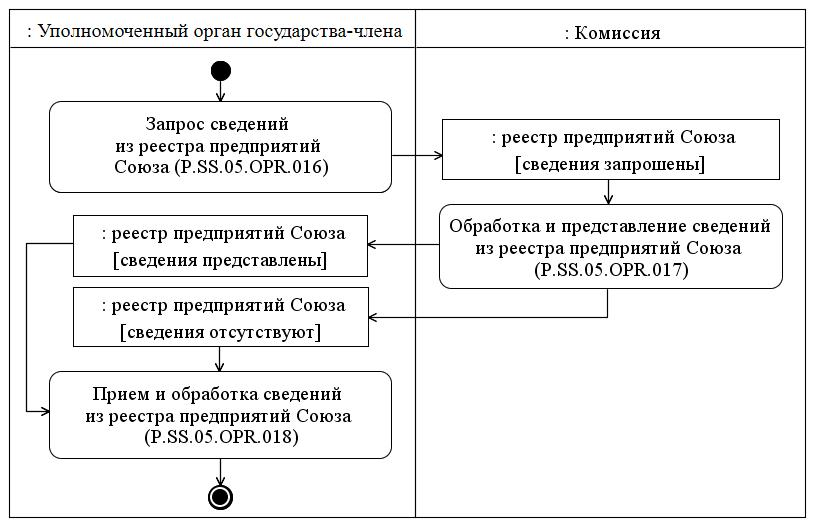 : Уполномоченный орган государства-члена
: Комиссия
Запрос сведений
из реестра предприятий
Союза (P.SS.05.OPR.016)
: реестр предприятий Союза
[сведения запрошены]
Обработка и представление сведений
из реестра предприятий Союза
(P.SS.05.OPR.017)
: реестр предприятий Союза
[сведения представлены]
: реестр предприятий Союза
[сведения отсутствуют]
Прием и обработка сведений
из реестра предприятий Союза
(P.SS.05.OPR.018)